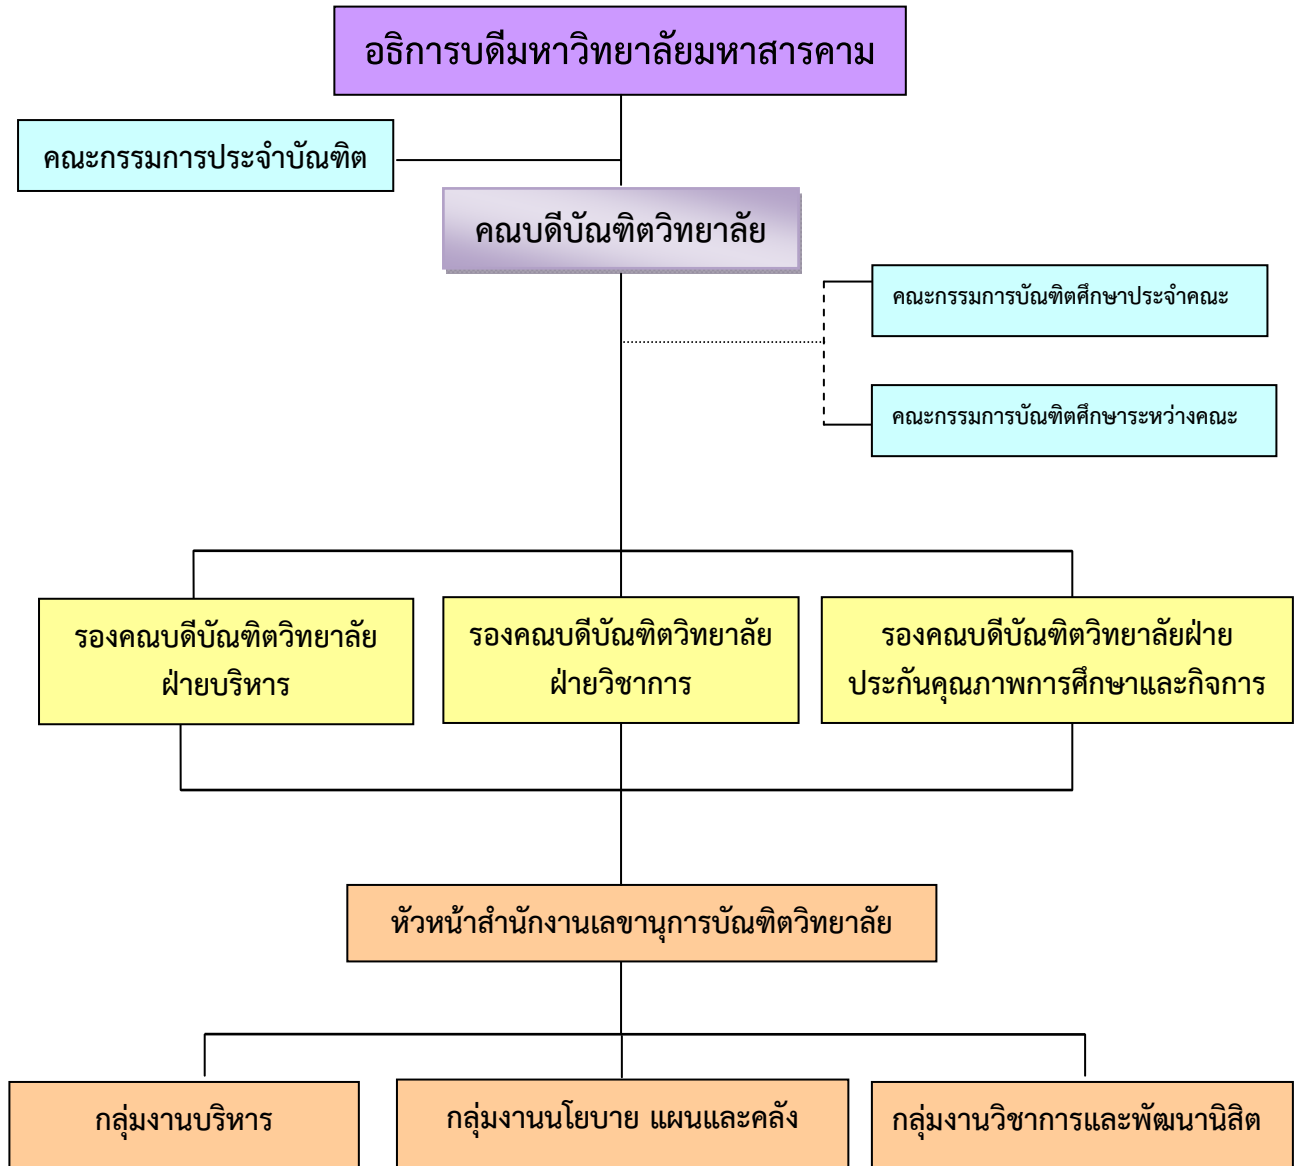 อธิการบดีมหาวิทยาลัยมหาสารคาม
คณะกรรมการประจำบัณฑิต
คณบดีบัณฑิตวิทยาลัย
คณะกรรมการบัณฑิตศึกษาประจำคณะ
คณะกรรมการบัณฑิตศึกษาระหว่างคณะ
รองคณบดีบัณฑิตวิทยาลัย
ฝ่ายบริหาร
รองคณบดีบัณฑิตวิทยาลัย
ฝ่ายวิชาการ
รองคณบดีบัณฑิตวิทยาลัยฝ่าย
ประกันคุณภาพการศึกษาและกิจการ
หัวหน้าสำนักงานเลขานุการบัณฑิตวิทยาลัย
กลุ่มงานบริหาร
กลุ่มงานนโยบาย แผนและคลัง
กลุ่มงานวิชาการและพัฒนานิสิต